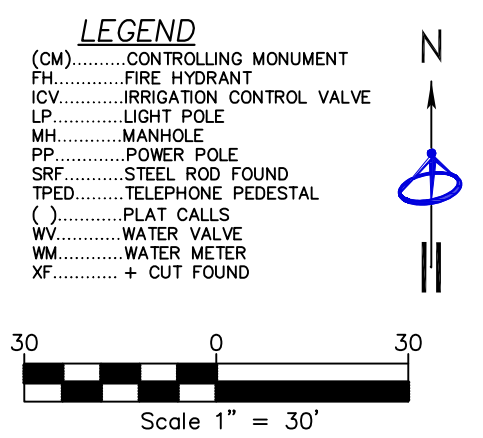 LEGEND
(CM).........CONTROLLING MONUMENT
FH............FIRE HYDRANT
ICV...........IRRIGATION CONTROL VALVE
LP............LIGHT POLE
MH...........MANHOLE
PP............POWER POLE
SRF..........STEEL ROD FOUND
TPED........TELEPHONE PEDESTAL
( )............PLAT CALLS
WV...........WATER VALVE
WM...........WATER METER
XF............ + CUT FOUND
N
30 0 30
Scale 1" = 30'